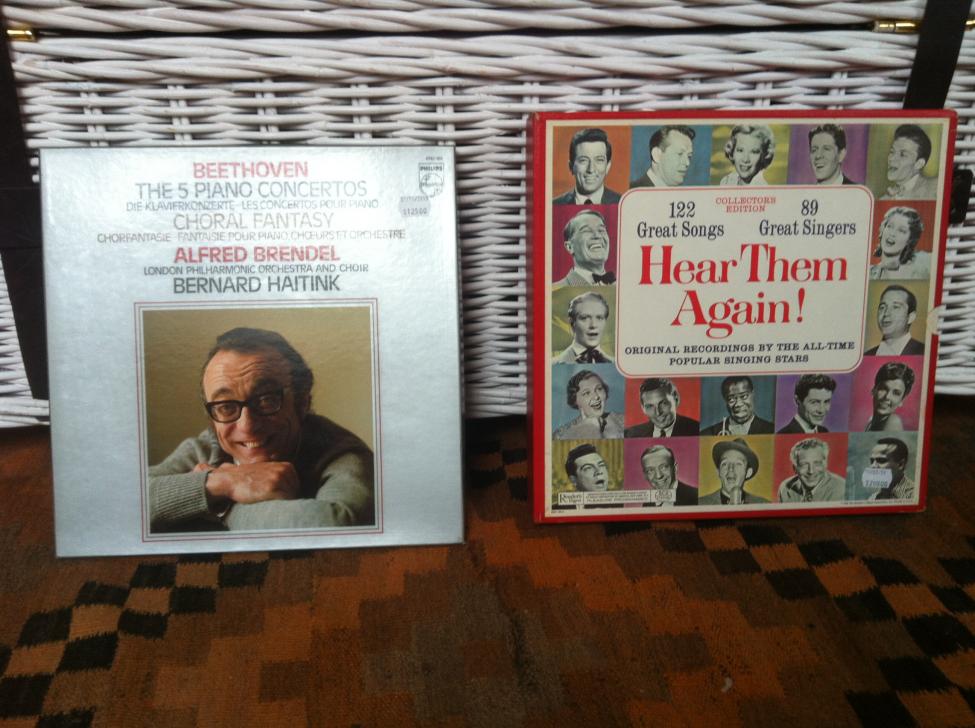 BEETHOVEN
THE 5 PIANO CONCERTOS
DIE KLAVIERKONZERTE · LES CONCERTOS POUR PIANO
CHORAL FANTASY
CHORFANTASIE · FANTAISIE POUR PIANO, CHŒURS ET ORCHESTRE
ALFRED BRENDEL
LONDON PHILHARMONIC ORCHESTRA AND CHOIR
BERNARD HAITINK
PHILIPS
COLLECTORS
EDITION
122
Great Songs
89
Great Singers
Hear Them
Again!
ORIGINAL RECORDINGS BY THE ALL-TIME
POPULAR SINGING STARS
Reader's
Digest